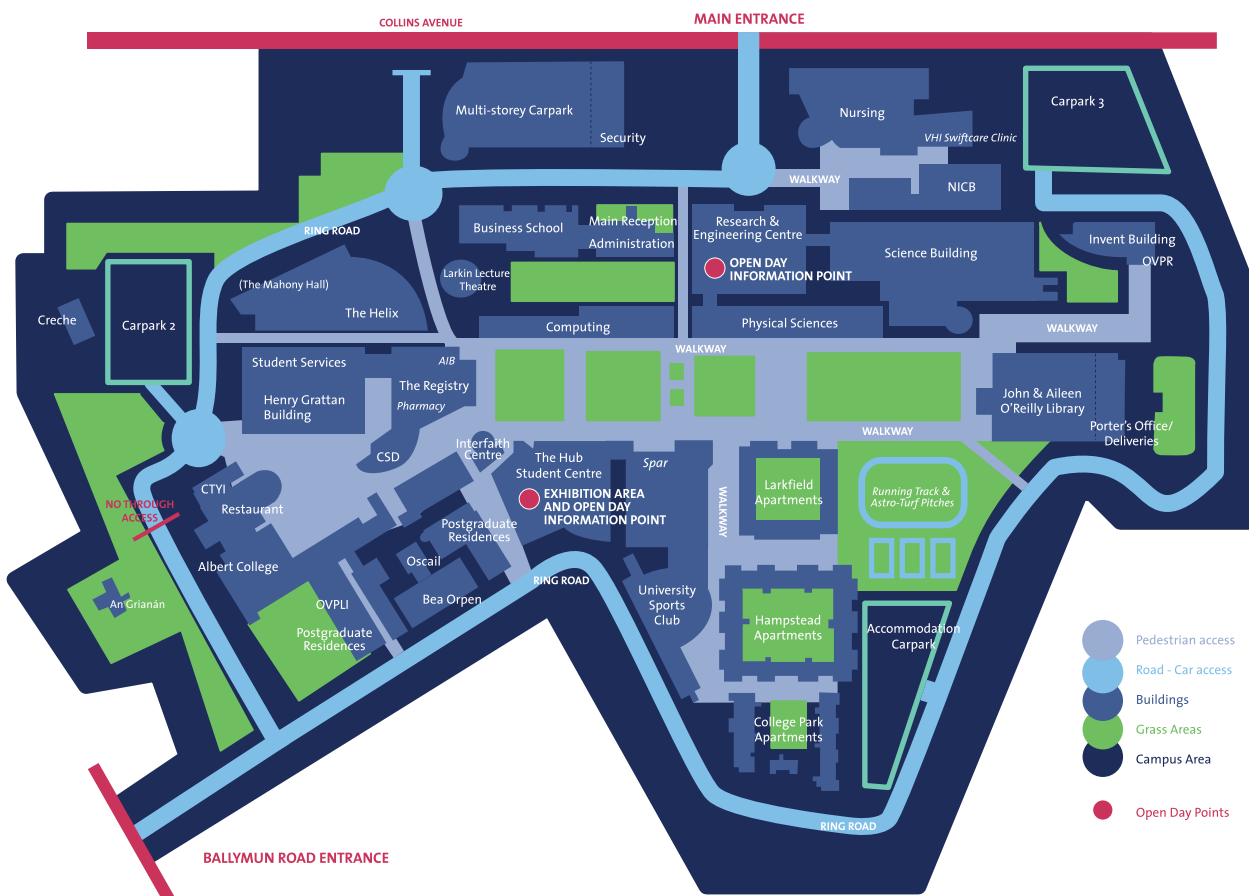 COLLINS AVENUE
MAIN ENTRANCE
Multi-storey Carpark
Security
Nursing
VHI Swiftcare Clinic
Carpark 3
WALKWAY
NICB
RING ROAD
Business School
Main Reception
Administration
Research &
Engineering Centre
Science Building
Invent Building
OVPR
OPEN DAY
INFORMATION POINT
Larkin Lecture
Theatre
(The Mahony Hall)
The Helix
Creche
Carpark 2
Computing
Physical Sciences
WALKWAY
WALKWAY
Student Services
AIB
The Registry
Henry Grattan
Building
Pharmacy
John & Aileen
O'Reilly Library
Porter's Office/
Deliveries
WALKWAY
CSD
Interfaith
Centre
The Hub
Student Centre
Spar
EXHIBITION AREA
AND OPEN DAY
INFORMATION POINT
WALKWAY
Larkfield
Apartments
Running Track &
Astro-Turf Pitches
CTYI
Restaurant
NO THROUGH
ACCESS
Postgraduate
Residences
Albert College
Oscail
Bea Orpen
RING ROAD
An Grianán
OVPLI
Postgraduate
Residences
University
Sports
Club
Hampstead
Apartments
Accommodation
Carpark
College Park
Apartments
RING ROAD
BALLYMUN ROAD ENTRANCE
Pedestrian access
Road - Car access
Buildings
Grass Areas
Campus Area
Open Day Points